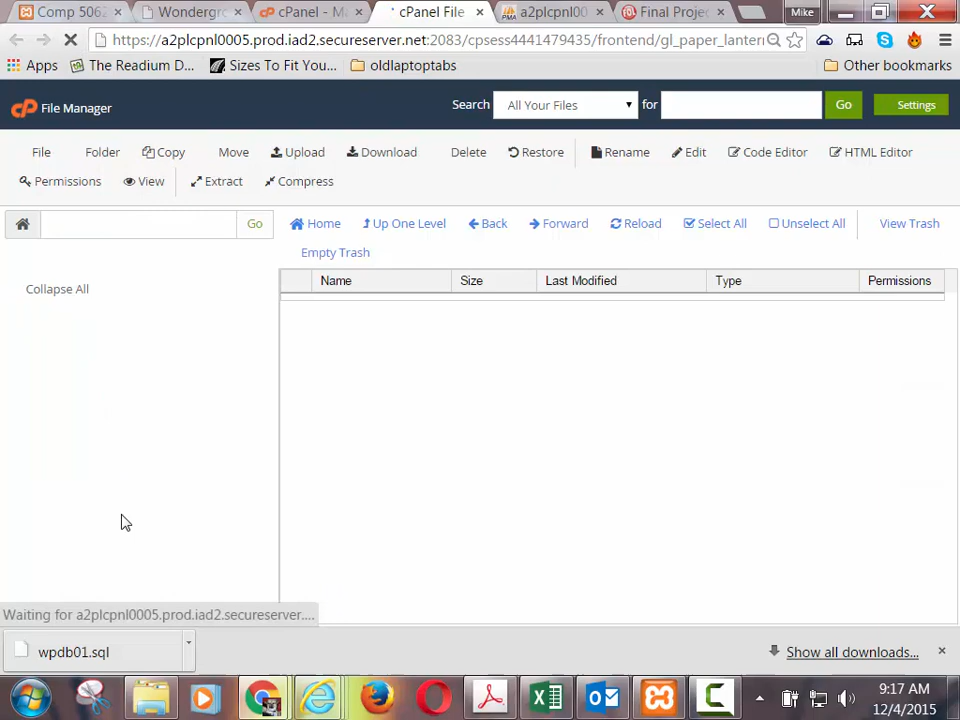 Comp 5062
Wondergr
cPanel - M
cPanel File
a2plcpnl00
Final Proje
Mike
https://a2plcpnl0005.prod.iad2.secureserver.net:2083/cpsess4441479435/frontend/gl_paper_lantern
Apps
The Readium D...
Sizes To Fit You...
oldlaptoptabs
Other bookmarks
cP File Manager
Search
All Your Files
for
Go
Settings
File
Folder
Copy
Move
Upload
Download
Delete
Restore
Rename
Edit
Code Editor
HTML Editor
Permissions
View
Extract
Compress
Go
Home
Up One Level
Back
Forward
Reload
Select All
Unselect All
View Trash
Empty Trash
Collapse All
Name
Size
Last Modified
Type
Permissions
Waiting for a2plcpnl0005.prod.iad2.secureserver....
wpdb01.sql
Show all downloads...
9:17 AM
12/4/2015